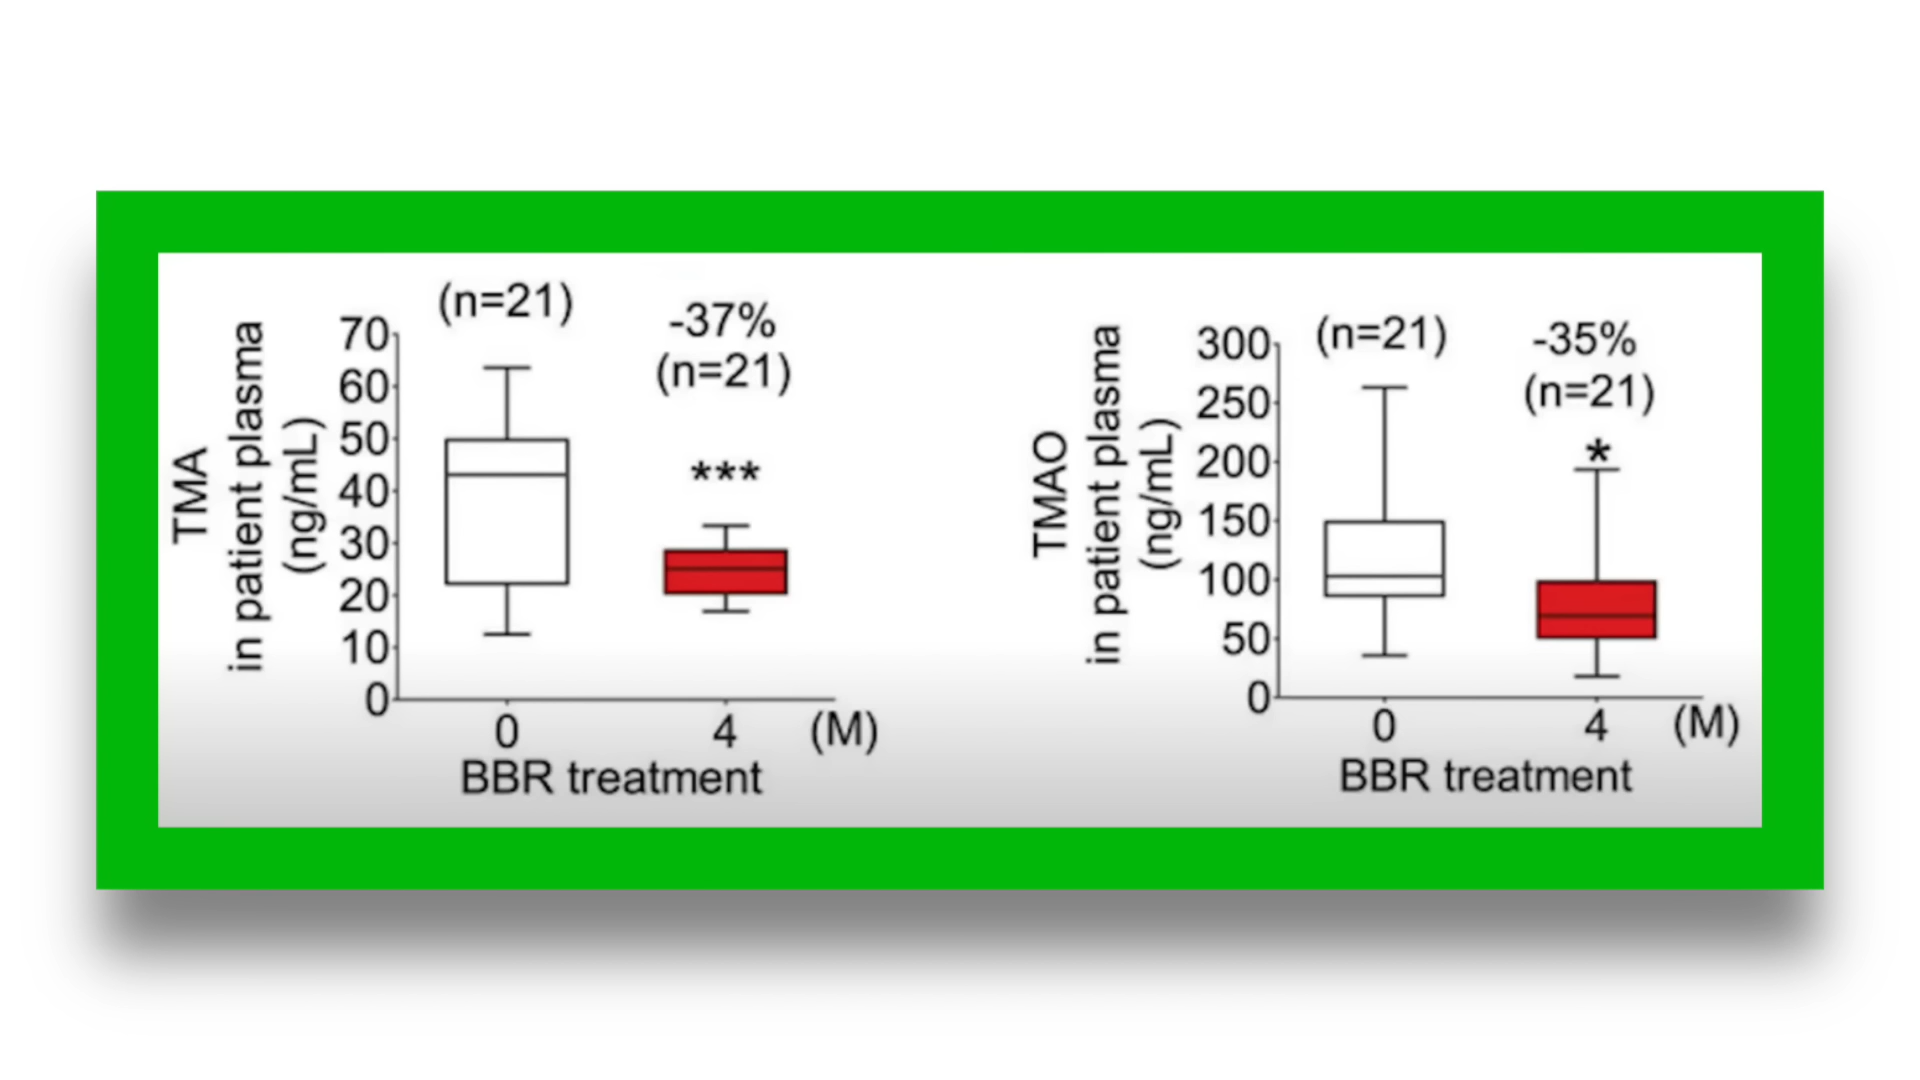 TMA
in patient plasma
(ng/mL)
70
60
50
40
30
20
10
0
(n=21)
-37%
(n=21)
***
0
4
(M)
BBR treatment
TMAO
in patient plasma
(ng/mL)
300
250
200
150
100
50
0
(n=21)
-35%
(n=21)
*
0
4
(M)
BBR treatment